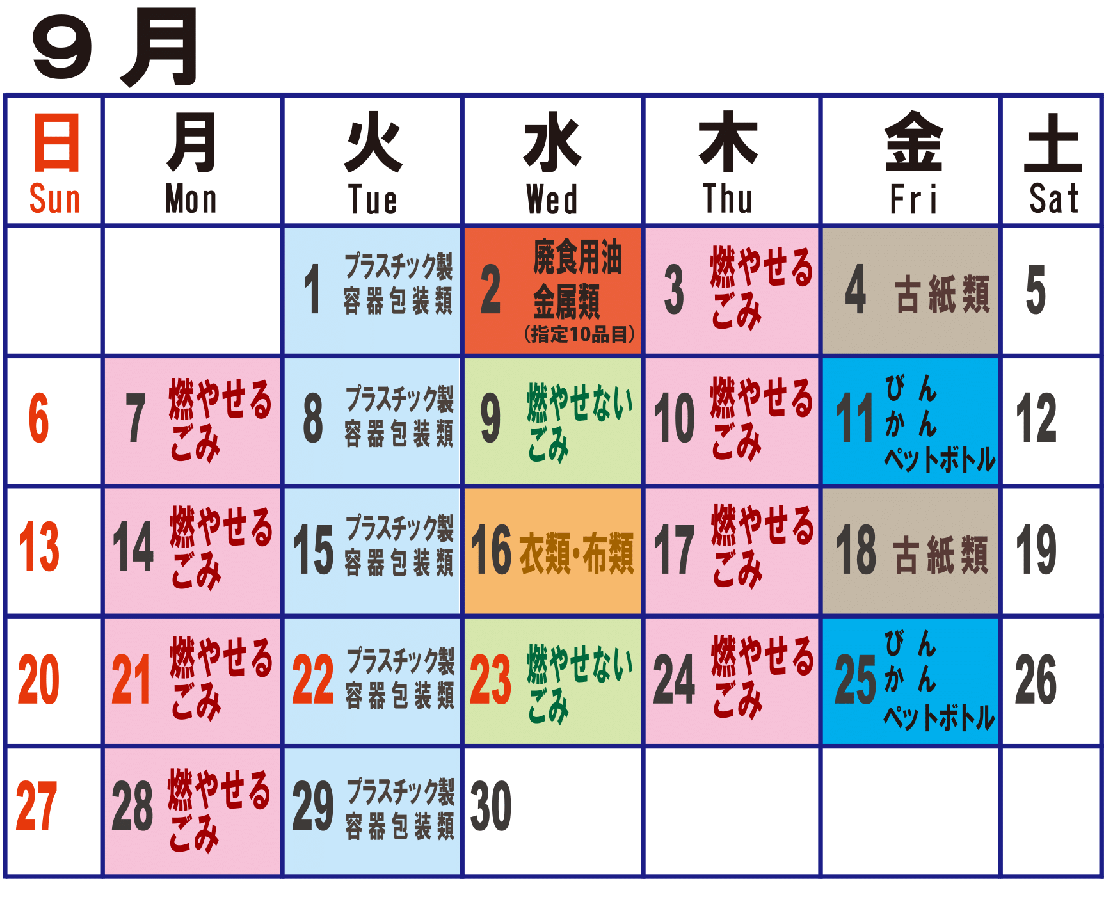 9月
日 月 火 水 木 金 土
Sun Mon Tue Wed Thu Fri Sat
1
プラスチック製
容器包装類
2
廃食用油
金属類
(指定10品目)
3
燃やせる
ごみ
4
古紙類
5
6
7
燃やせる
ごみ
8
プラスチック製
容器包装類
9
燃やせない
ごみ
10
燃やせる
ごみ
11
びん
かん
ペットボトル
12
13
14
燃やせる
ごみ
15
プラスチック製
容器包装類
16
衣類・布類
17
燃やせる
ごみ
18
古紙類
19
20
21
燃やせる
ごみ
22
プラスチック製
容器包装類
23
燃やせない
ごみ
24
燃やせる
ごみ
25
びん
かん
ペットボトル
26
27
28
燃やせる
ごみ
29
プラスチック製
容器包装類
30